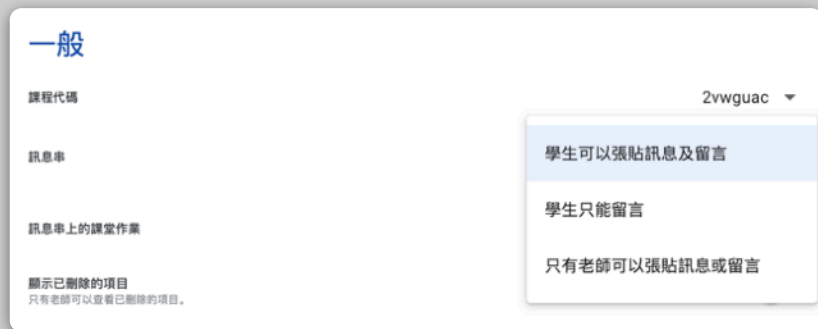 一般
課程代碼
2vwguac
訊息串
學生可以張貼訊息及留言
學生只能留言
訊息串上的課堂作業
只有老師可以張貼訊息或留言
顯示已刪除的項目
只有老師可以查看已刪除的項目。